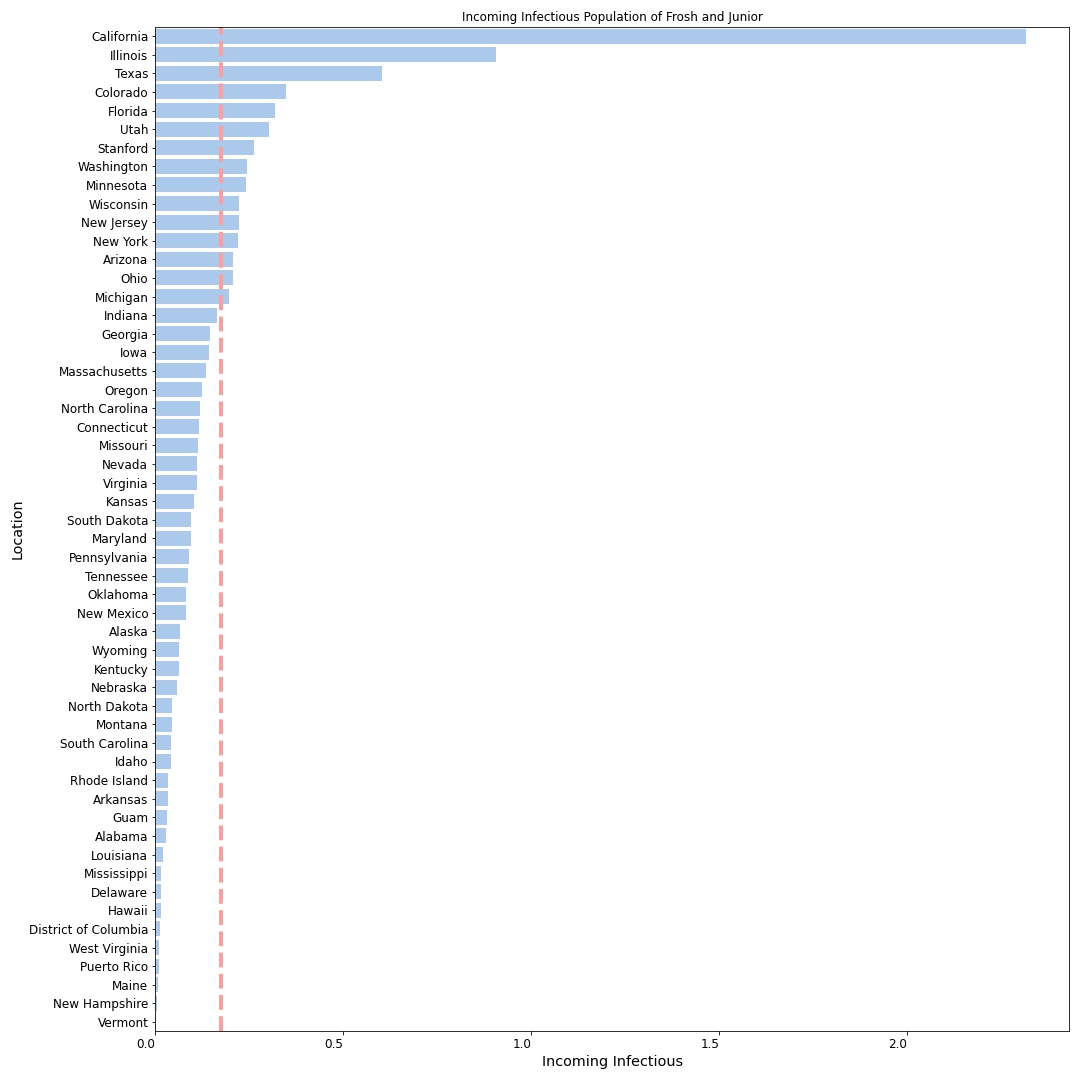 Incoming Infectious Population of Frosh and Junior
California
Illinois
Texas
Colorado
Florida
Utah
Stanford
Washington
Minnesota
Wisconsin
New Jersey
New York
Arizona
Ohio
Michigan
Indiana
Georgia
Iowa
Massachusetts
Oregon
North Carolina
Connecticut
Missouri
Nevada
Virginia
Kansas
South Dakota
Maryland
Pennsylvania
Tennessee
Oklahoma
New Mexico
Alaska
Wyoming
Kentucky
Nebraska
North Dakota
Montana
South Carolina
Idaho
Rhode Island
Arkansas
Guam
Alabama
Louisiana
Mississippi
Delaware
Hawaii
District of Columbia
West Virginia
Puerto Rico
Maine
New Hampshire
Vermont
Location
0.0 0.5 1.0 1.5 2.0
Incoming Infectious